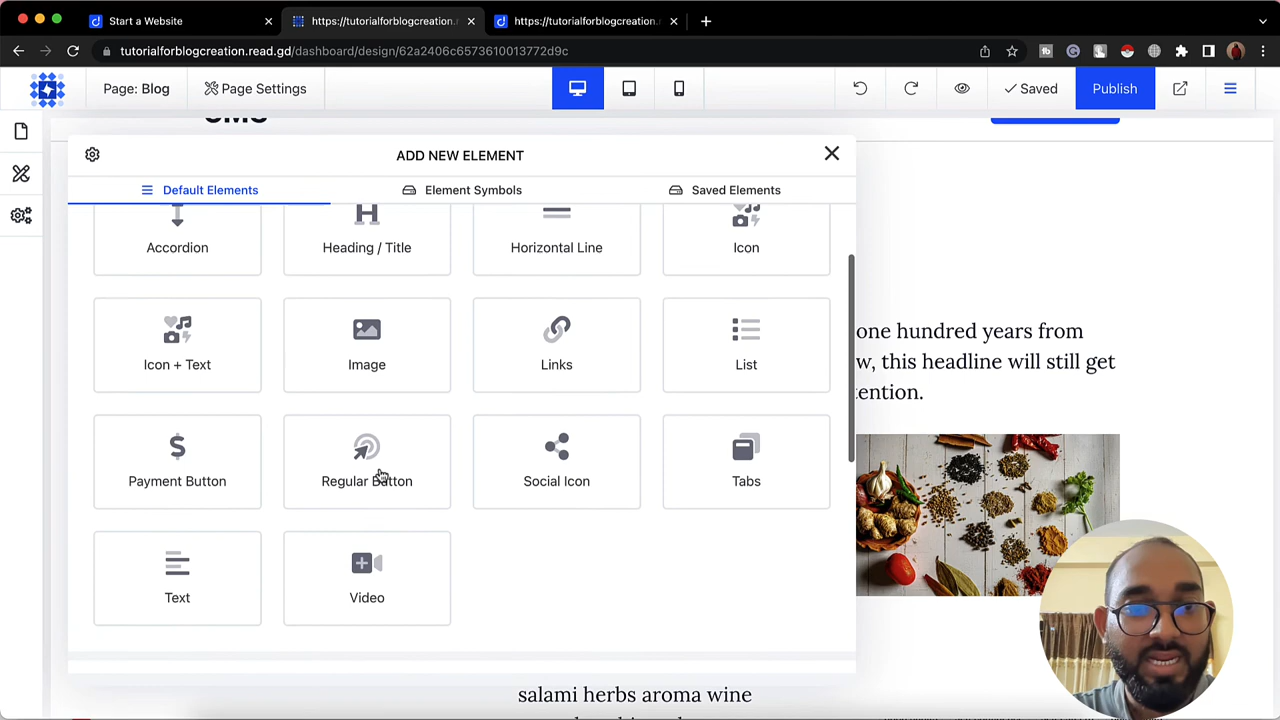 Start a Website
https://tutorialforblogcreation.r
https://tutorialforblogcreation.
tutorialforblogcreation.read.gd/dashboard/design/62a2406c6573610013772d9c
Page: Blog
Page Settings
Saved
Publish
ADD NEW ELEMENT
Default Elements
Element Symbols
Saved Elements
Accordion
Heading / Title
Horizontal Line
Icon
Icon + Text
Image
Links
List
Payment Button
Regular Button
Social Icon
Tabs
Text
Video
one hundred years from
w, this headline will still get
tention.
salami herbs aroma wine